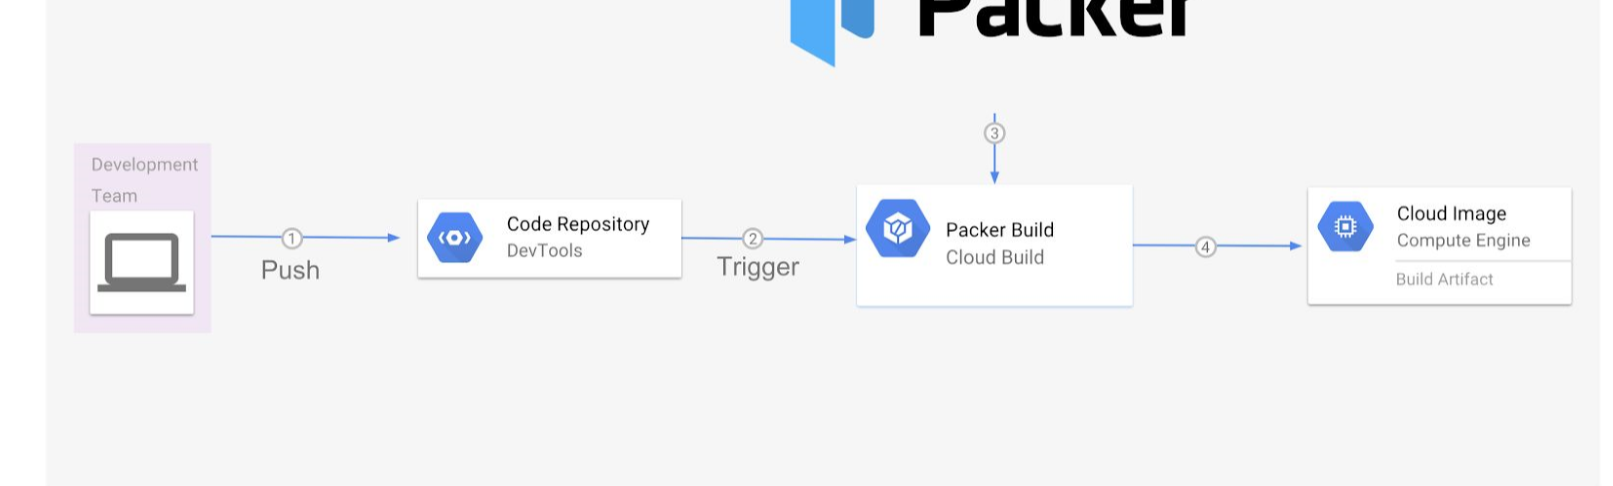 Packer
3
Development
Team
Code Repository
DevTools
1
Push
2
Trigger
Packer Build
Cloud Build
4
Cloud Image
Compute Engine
Build Artifact